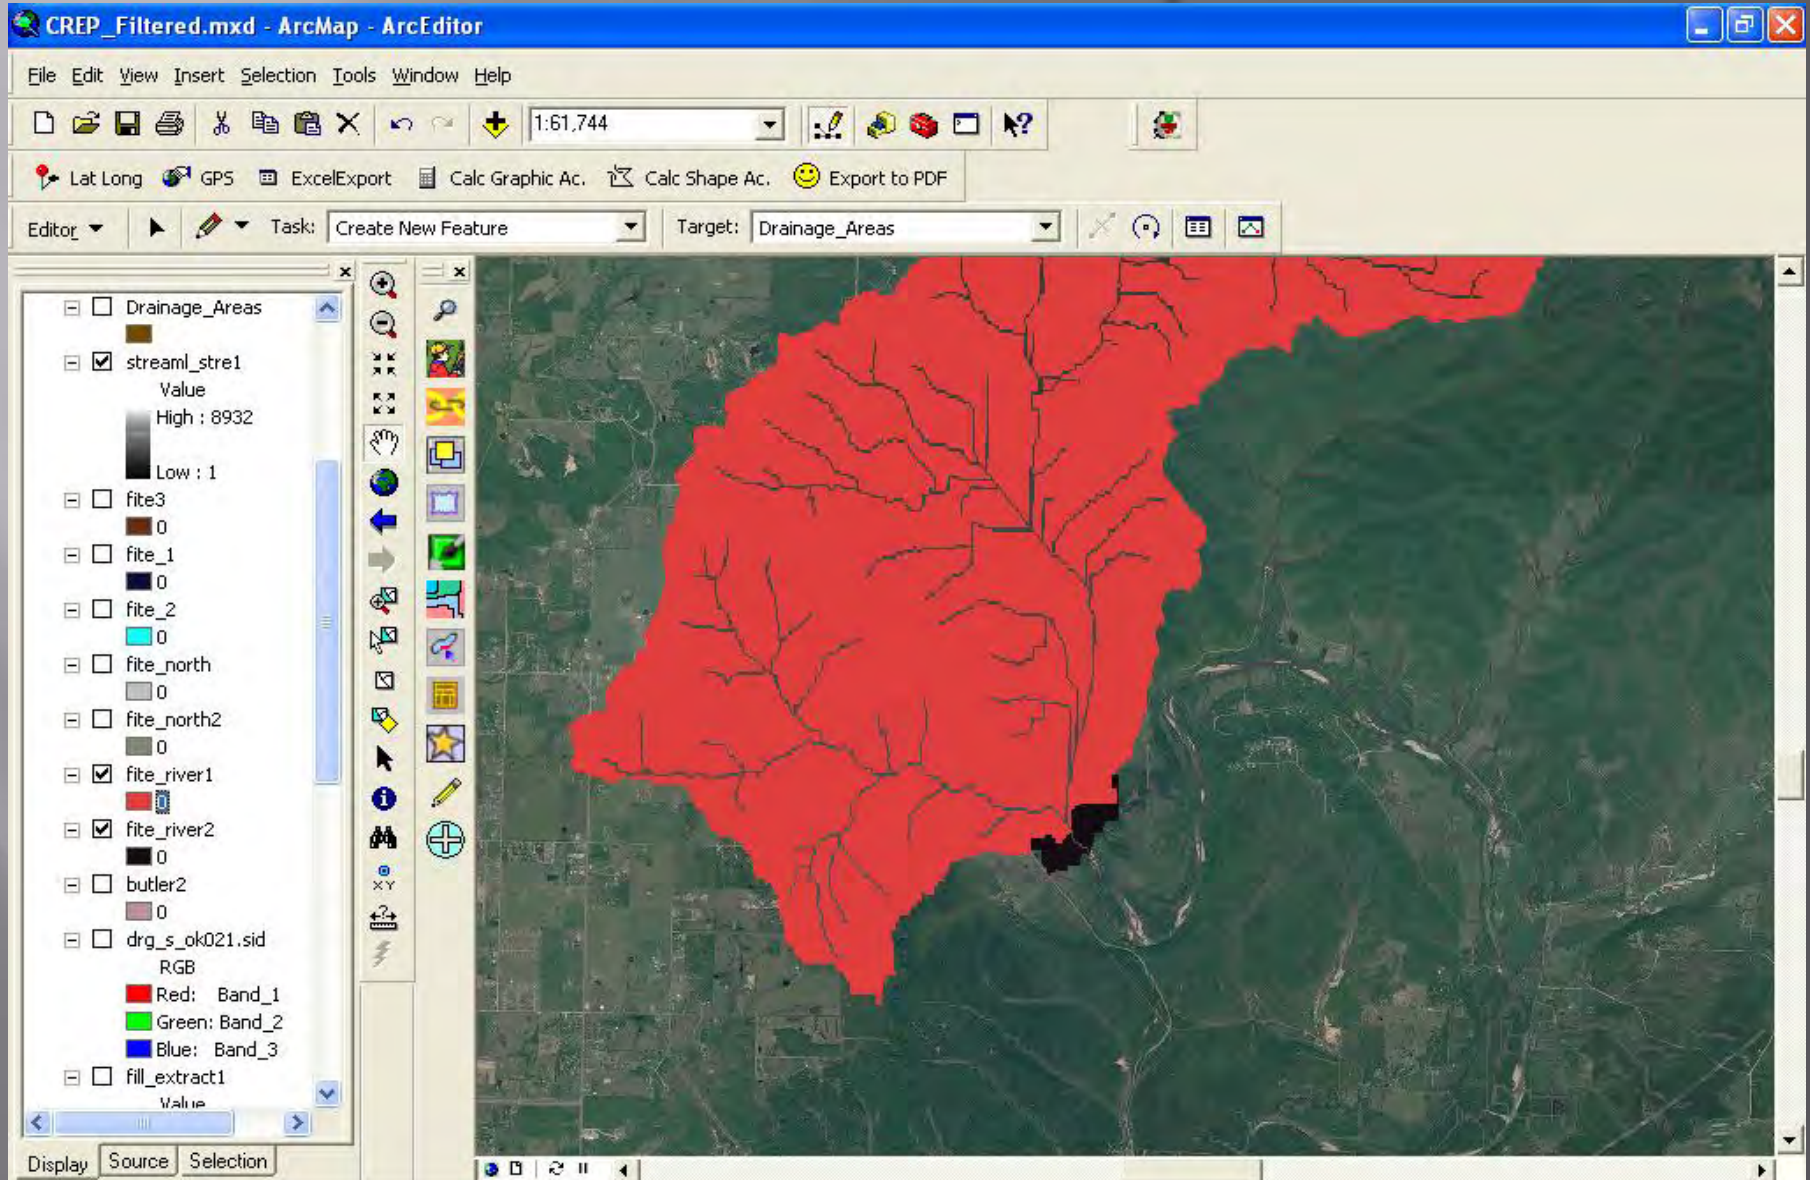 CREP_Filtered.mxd - ArcMap - ArcEditor
File Edit View Insert Selection Tools Window Help
1:61,744
Lat Long GPS ExcelExport Calc Graphic Ac. Calc Shape Ac. Export to PDF
Editor Task: Create New Feature Target: Drainage_Areas
Drainage_Areas
streaml_stre1
Value
High : 8932
Low : 1
fite3
0
fite_1
0
fite_2
0
fite_north
0
fite_north2
0
fite_river1
0
fite_river2
0
butler2
0
drg_s_ok021.sid
RGB
Red: Band_1
Green: Band_2
Blue: Band_3
fill_extract1
Value
XY
Display Source Selection